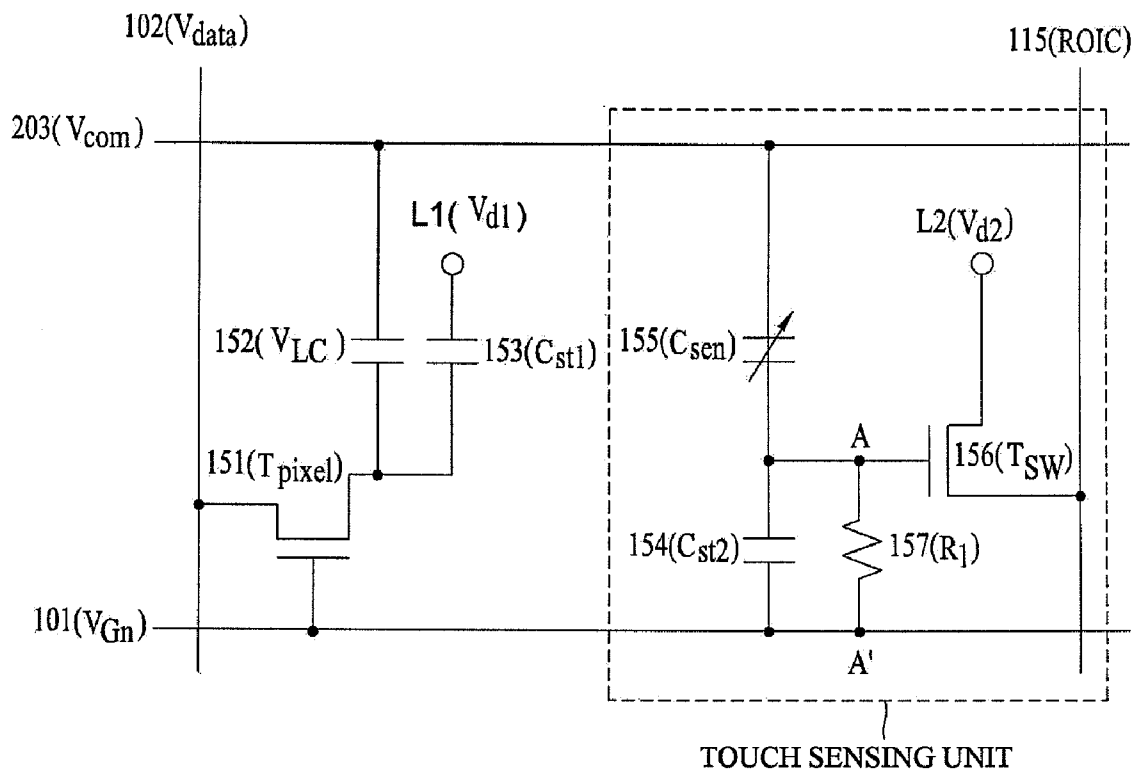 102(Vdata)
115(ROIC)
203(Vcom)
L1(Vd1)
L2(Vd2)
152(VLC)
153(Cst1)
155(Csen)
A
151(Tpixel)
156(TSW)
154(Cst2)
157(R1)
101(VGn)
A'
TOUCH SENSING UNIT